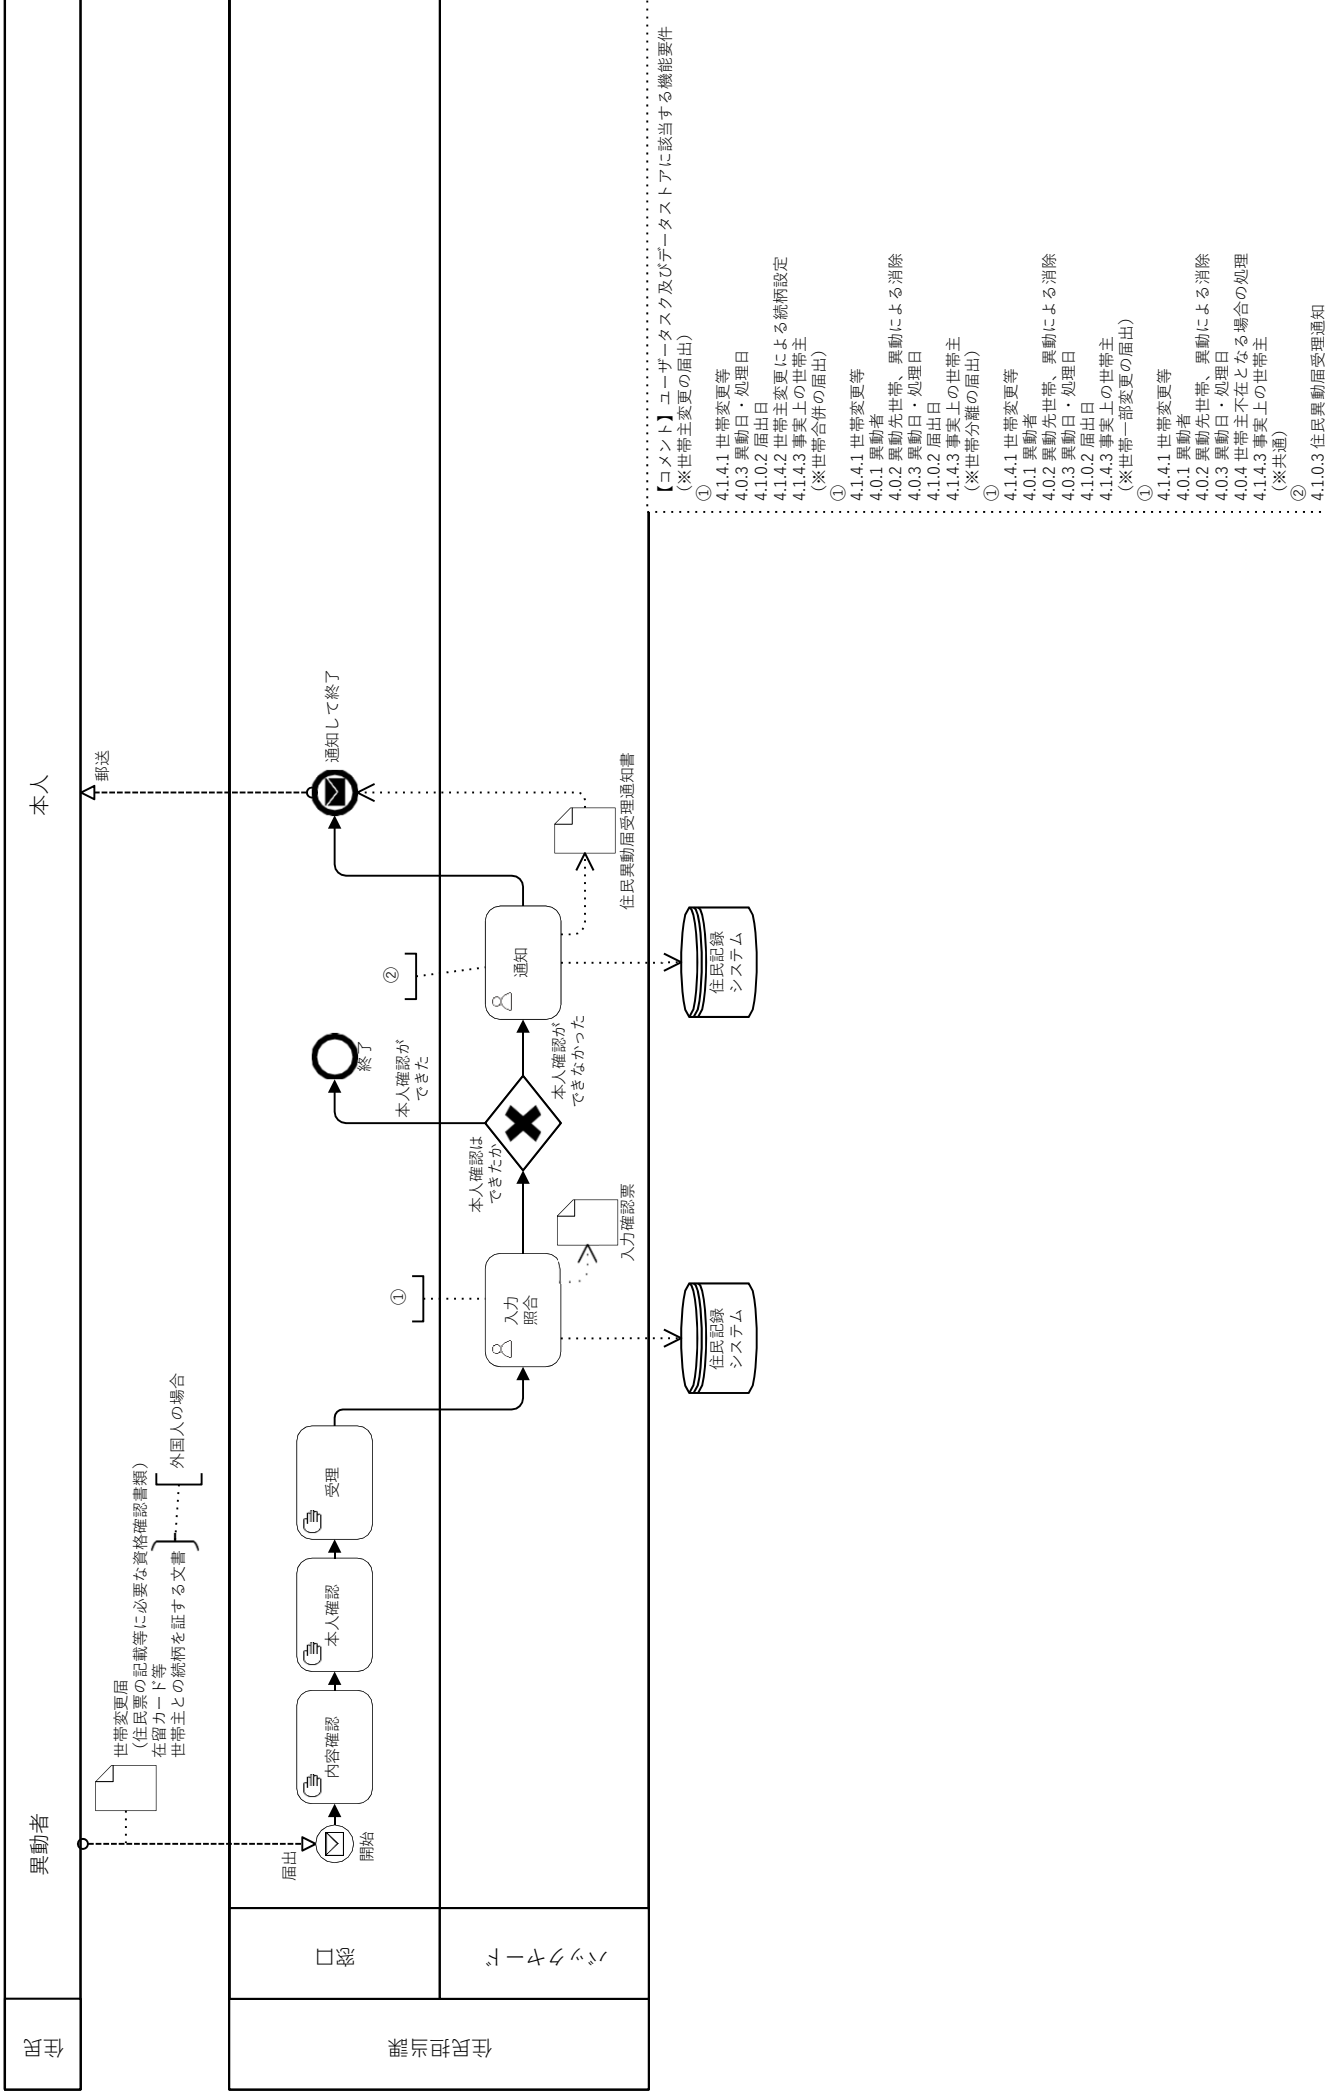 住民
異動者
本人
世帯変更届
（住民票の記載等に必要な資格確認書類）
在留カード等
世帯主との続柄を証する文書
外国人の場合
郵送
住民担当課
窓口
バックヤード
届出
開始
内容確認
本人確認
受理
①
入力
照合
入力確認票
住民記録
システム
本人確認は
できたか
本人確認が
できた
終了
本人確認が
できなかった
②
通知
住民異動届受理通知書
住民記録
システム
通知して終了
【コメント】ユーザータスク及びデータストアに該当する機能要件
（※世帯主変更の届出）
①
4.1.4.1 世帯変更等
4.0.3 異動日・処理日
4.1.0.2 届出日
4.1.4.2 世帯主変更による続柄設定
4.1.4.3 事実上の世帯主
（※世帯合併の届出）
①
4.1.4.1 世帯変更等
4.0.1 異動者
4.0.2 異動先世帯、異動による消除
4.0.3 異動日・処理日
4.1.0.2 届出日
4.1.4.3 事実上の世帯主
（※世帯分離の届出）
①
4.1.4.1 世帯変更等
4.0.1 異動者
4.0.2 異動先世帯、異動による消除
4.0.3 異動日・処理日
4.1.0.2 届出日
4.1.4.3 事実上の世帯主
（※世帯一部変更の届出）
①
4.1.4.1 世帯変更等
4.0.1 異動者
4.0.2 異動先世帯、異動による消除
4.0.3 異動日・処理日
4.0.4 世帯主不在となる場合の処理
4.1.4.3 事実上の世帯主
（※共通）
②
4.1.0.3 住民異動届受理通知